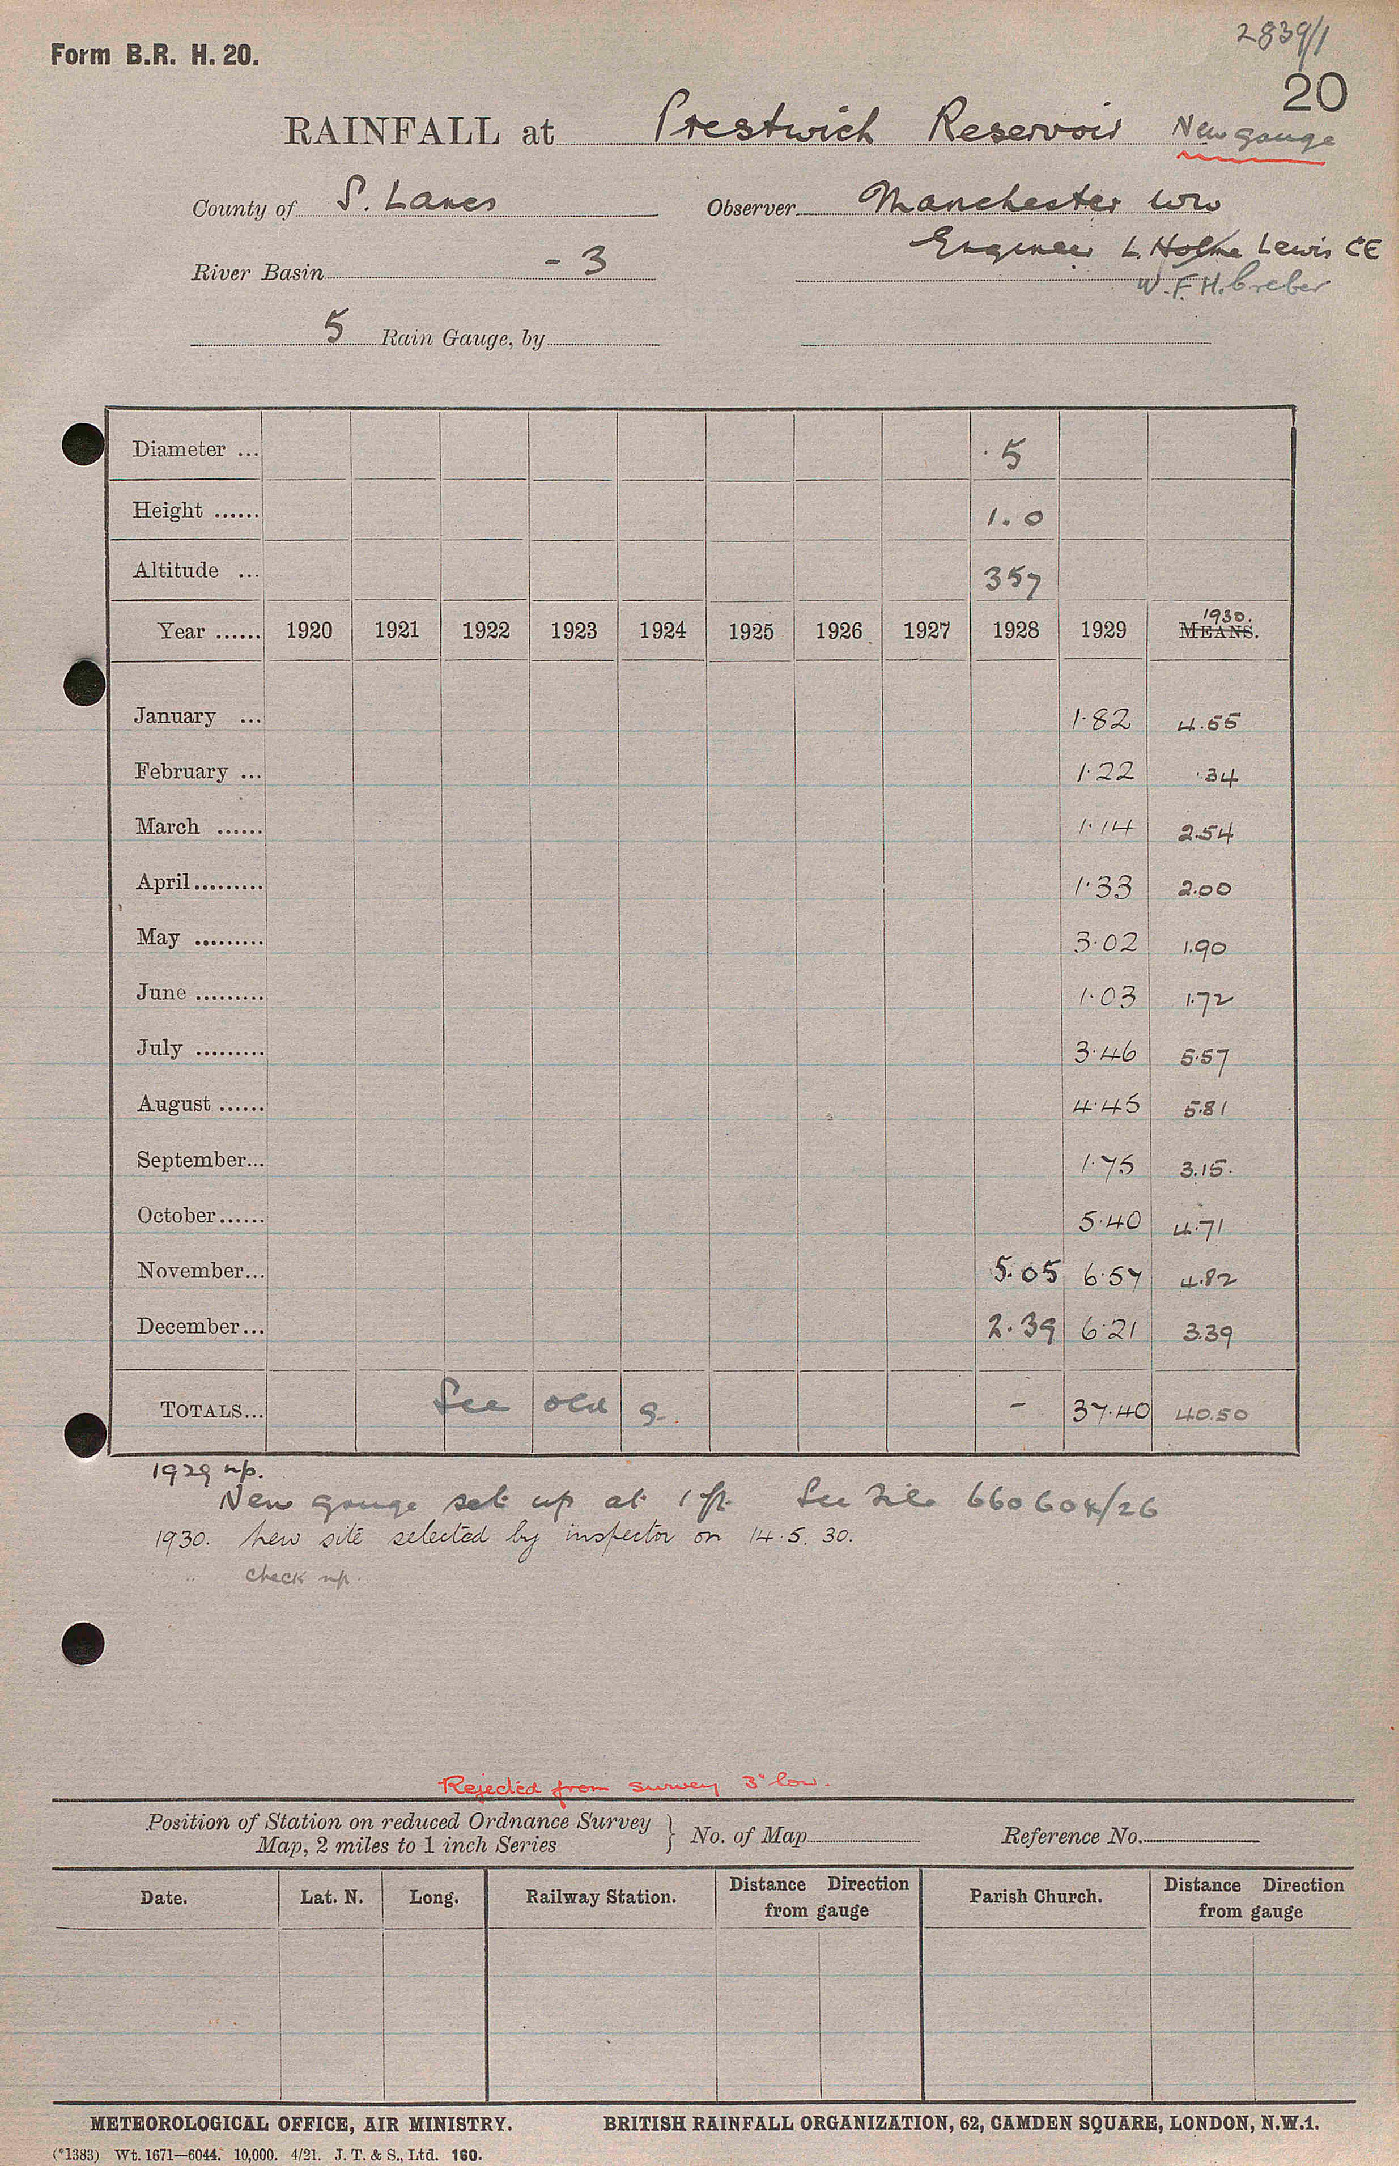 2839/1
Form B.R. H. 20.
20
RAINFALL at Prestwich Reservoir New gauge
County of S. Lancs Observer Manchester WW
Engineer L. Holme Lewis CE
River Basin - 3
W.F.H. Creber
5 Rain Gauge, by
Diameter ... . 5
Height ...... 1.0
Altitude ... 357
1930.
Year ...... 1920 1921 1922 1923 1924 1925 1926 1927 1928 1929 MEANS.
January ... 1.82 4.55
February ... 1.22 .34
March ...... 1.14 2.54
April......... 1.33 2.00
May ......... 3.02 1.90
June ......... 1.03 1.72
July ......... 3.46 5.57
August ...... 4.45 5.81
September... 1.75 3.15.
October...... 5.40 4.71
November... 5.05 6.57 4.82
December... 2.39 6.21 3.39
TOTALS... See old g. - 37.40 40.50
1929 up.
New gauge set up at 1 ft. See File 660604/26
1930. New site selected by inspector on 14.5.30.
" check up.
Rejected from survey 3" low.
Position of Station on reduced Ordnance Survey
Map, 2 miles to 1 inch Series } No. of Map Reference No.
Date. Lat. N. Long. Railway Station. Distance Direction from gauge Parish Church. Distance Direction from gauge
METEOROLOGICAL OFFICE, AIR MINISTRY. BRITISH RAINFALL ORGANIZATION, 62, CAMDEN SQUARE, LONDON, N.W.1.
(*1383) Wt. 1671—6044. 10,000. 4/21. J. T. & S., Ltd. 160.